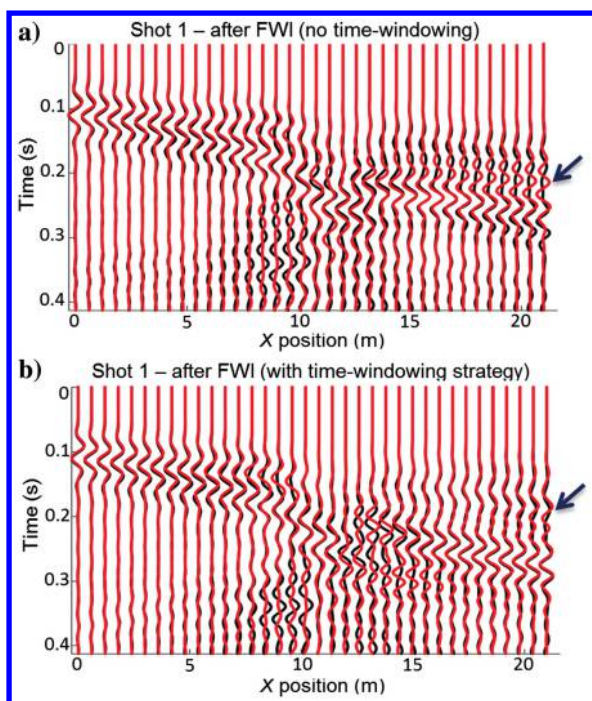 a)
Shot 1 – after FWI (no time-windowing)
0
0.1
0.2
0.3
0.4
Time (s)
0
5
10
15
20
X position (m)
b)
Shot 1 – after FWI (with time-windowing strategy)
0
0.1
0.2
0.3
0.4
Time (s)
0
5
10
15
20
X position (m)